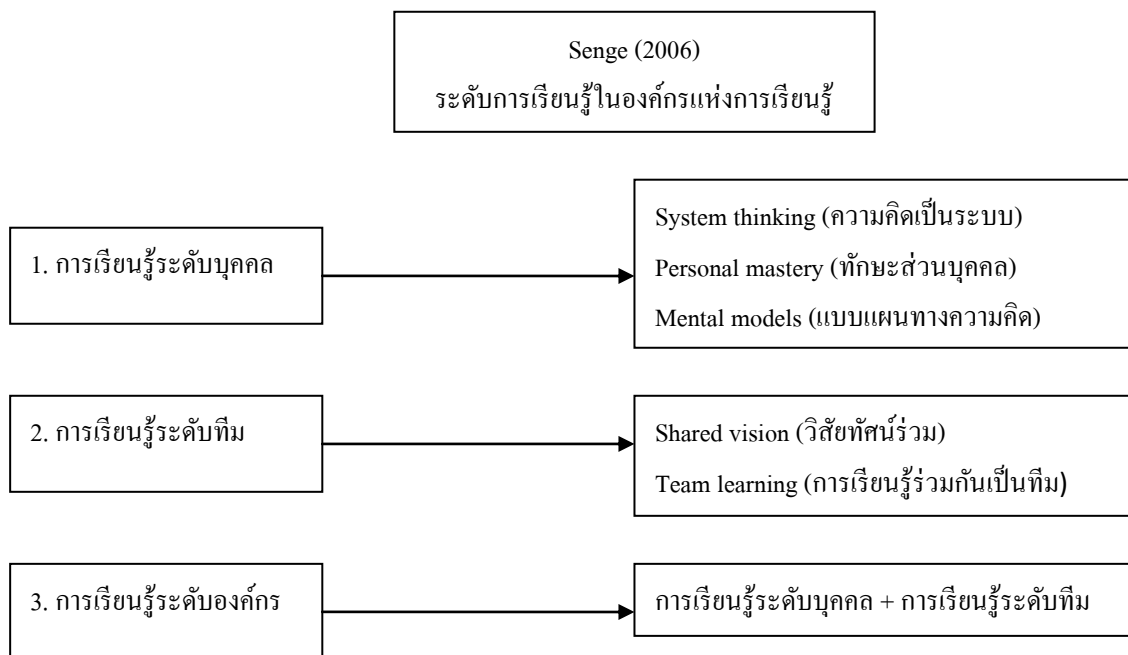 Senge (2006)
ระดับการเรียนรู้ในองค์กรแห่งการเรียนรู้
1. การเรียนรู้ระดับบุคคล
System thinking (ความคิดเป็นระบบ)
Personal mastery (ทักษะส่วนบุคคล)
Mental models (แบบแผนทางความคิด)
2. การเรียนรู้ระดับทีม
Shared vision (วิสัยทัศน์ร่วม)
Team learning (การเรียนรู้ร่วมกันเป็นทีม)
3. การเรียนรู้ระดับองค์กร
การเรียนรู้ระดับบุคคล + การเรียนรู้ระดับทีม